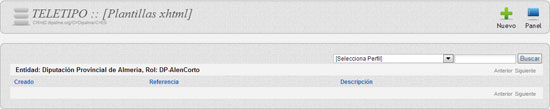 TELETIPO :: [Plantillas xhtml]
Nuevo
Panel
[Selecciona Perfil]
Buscar
Entidad: Diputación Provincial de Almería, Rol: DP-AlenCorto
Anterior Siguiente
Creado
Referencia
Descripción
Anterior Siguiente